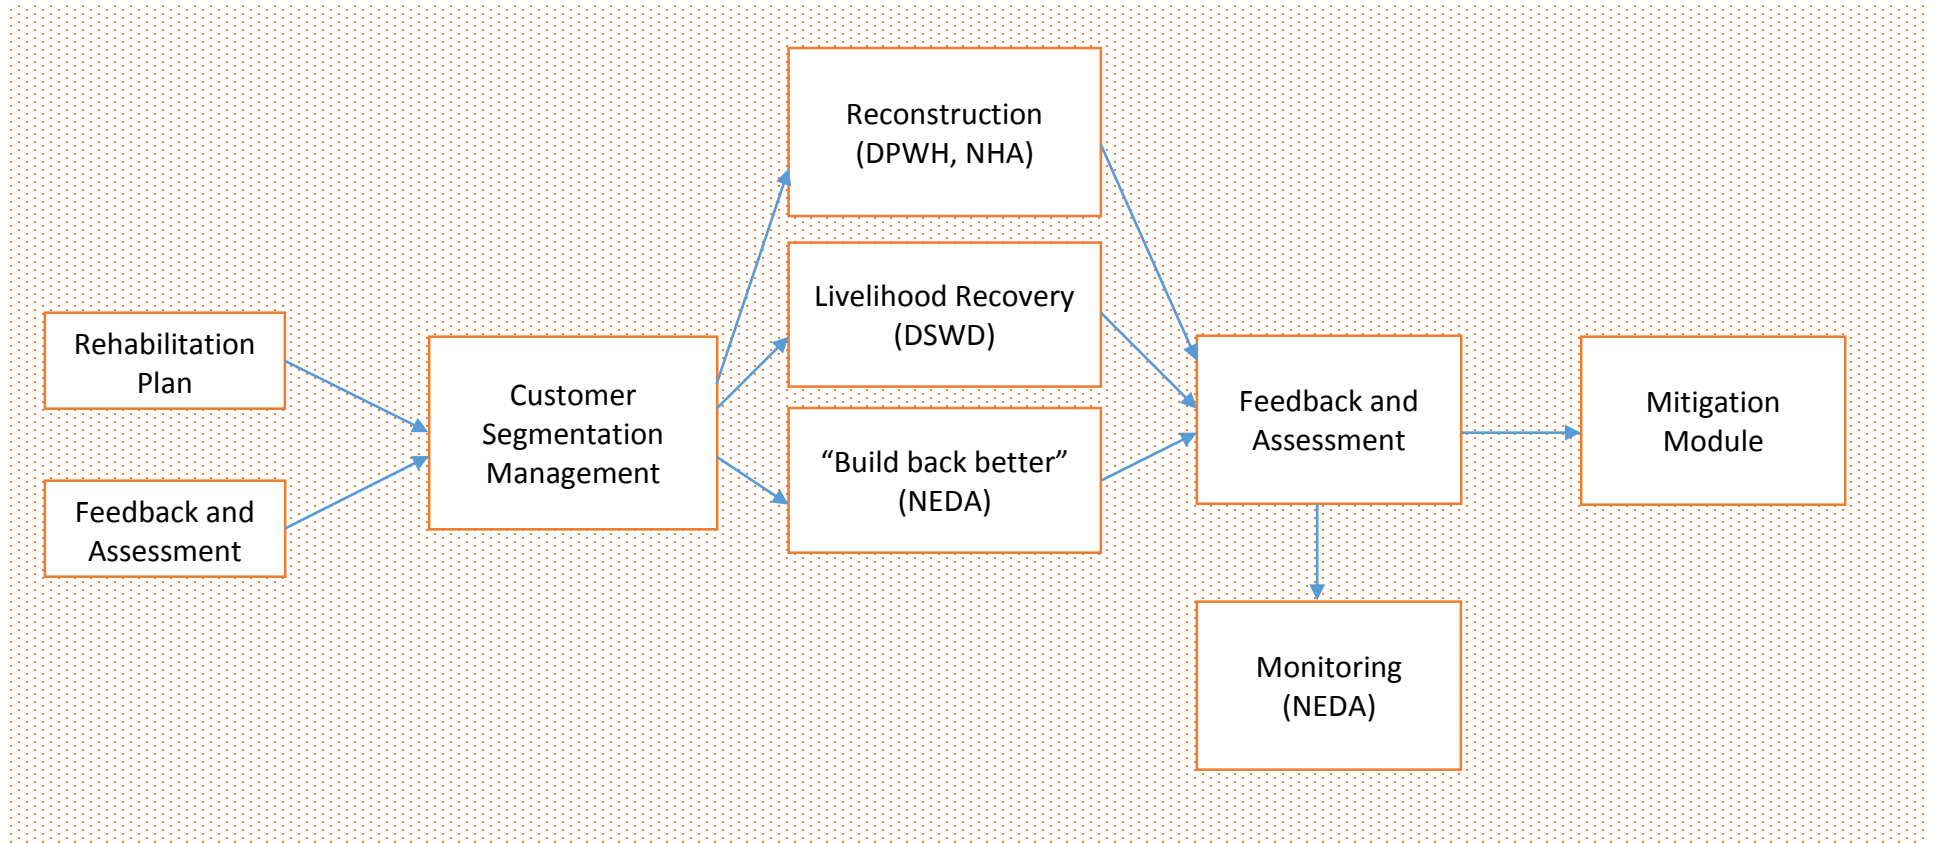 Rehabilitation
Plan
Feedback and
Assessment
Customer
Segmentation
Management
Reconstruction
(DPWH, NHA)
Livelihood Recovery
(DSWD)
“Build back better”
(NEDA)
Feedback and
Assessment
Monitoring
(NEDA)
Mitigation
Module